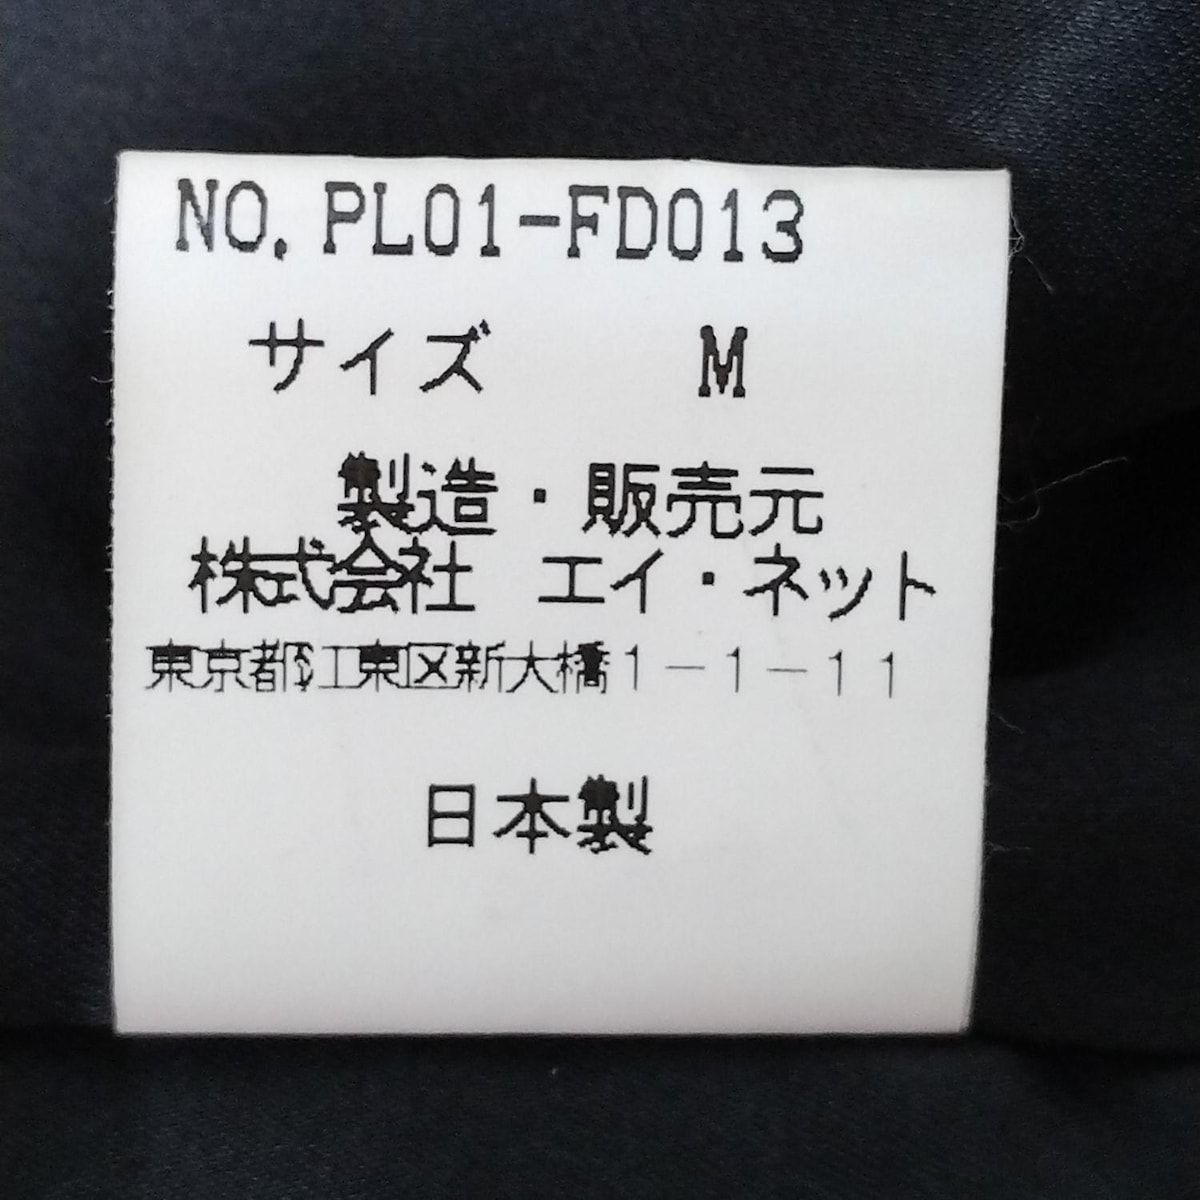 NO.PL01-FD013
サイズ M
製造・販売元
株式会社 エイ・ネット
東京都江東区新大橋1-1-11
日本製